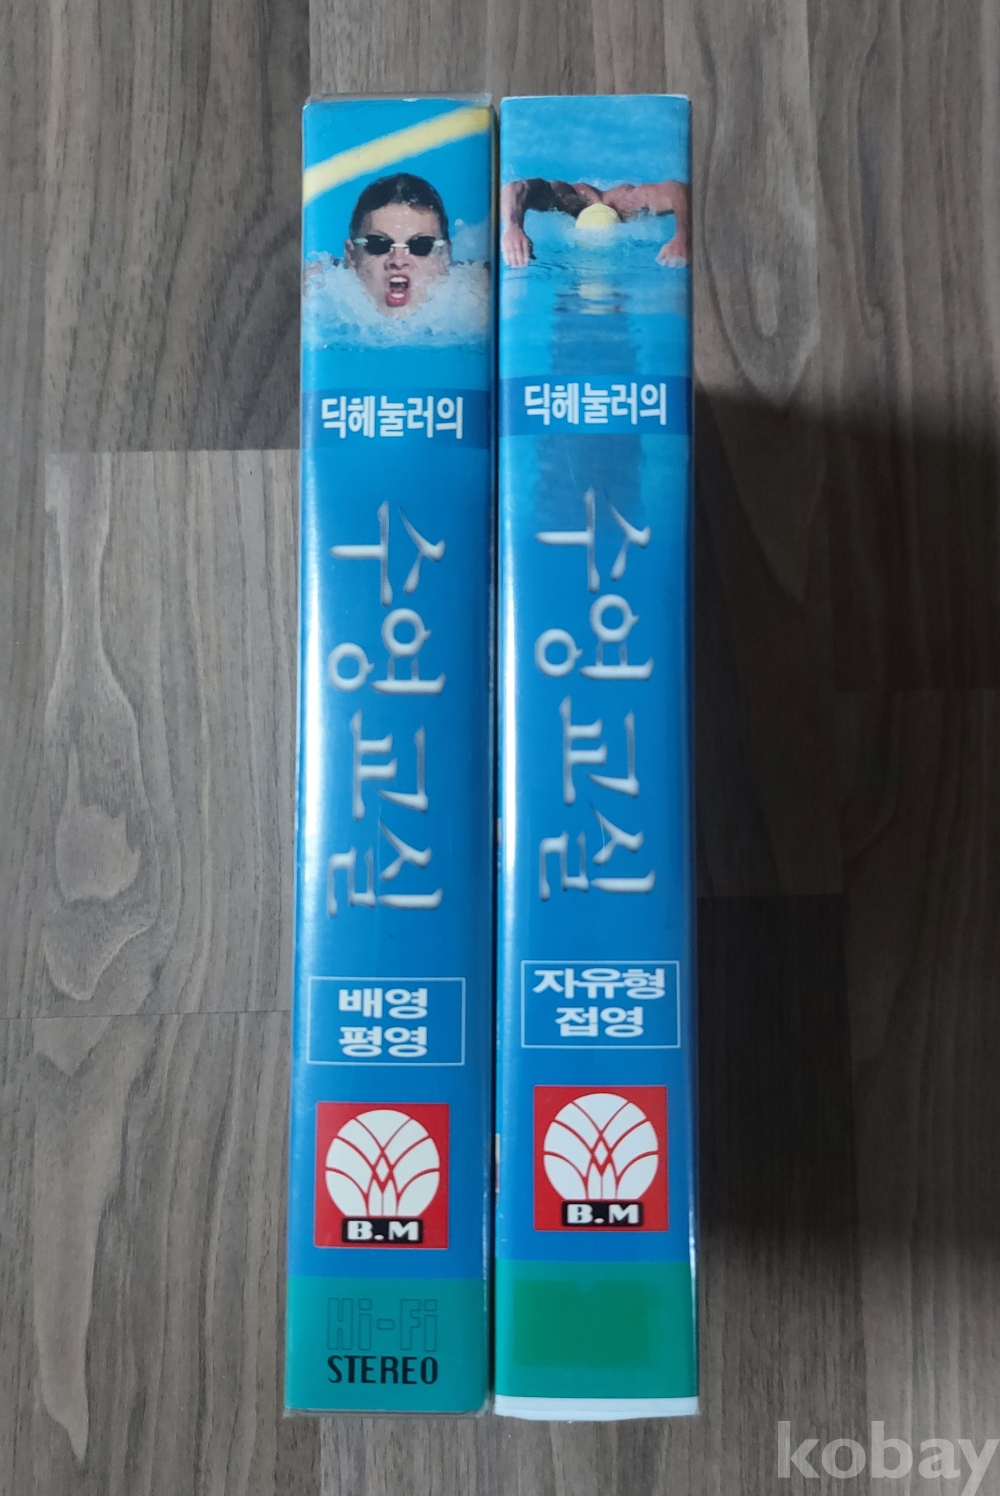 딕헤눌러의
수영교실
배영
평영
B.M
Hi-Fi
STEREO
딕헤눌러의
수영교실
자유형
접영
B.M
kobay